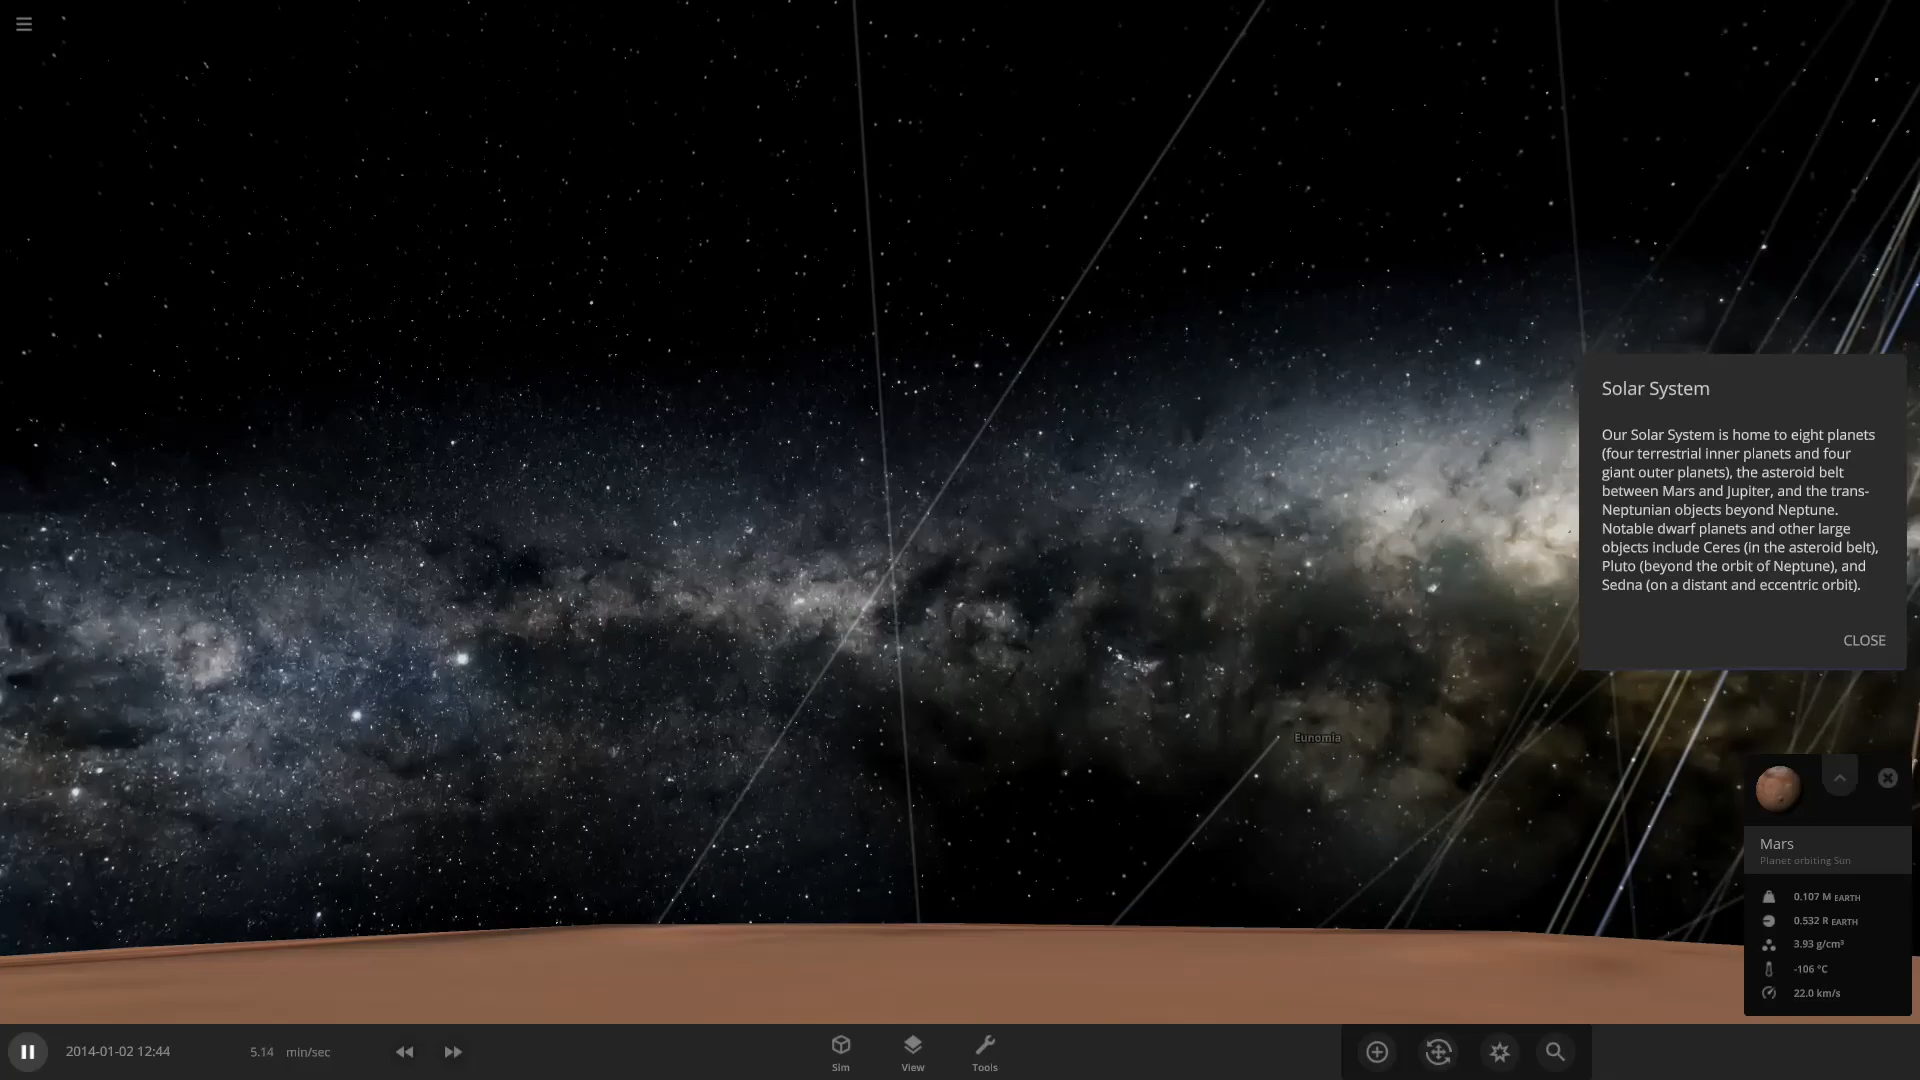 Solar System
Our Solar System is home to eight planets
(four terrestrial inner planets and four
giant outer planets), the asteroid belt
between Mars and Jupiter, and the trans-
Neptunian objects beyond Neptune.
Notable dwarf planets and other large
objects include Ceres (in the asteroid belt),
Pluto (beyond the orbit of Neptune), and
Sedna (on a distant and eccentric orbit).
CLOSE
Eunomia
Mars
Planet orbiting Sun
0.107 M EARTH
0.532 R EARTH
3.93 g/cm³
-106 °C
22.0 km/s
2014-01-02 12:44
5.14 min/sec
Sim
View
Tools